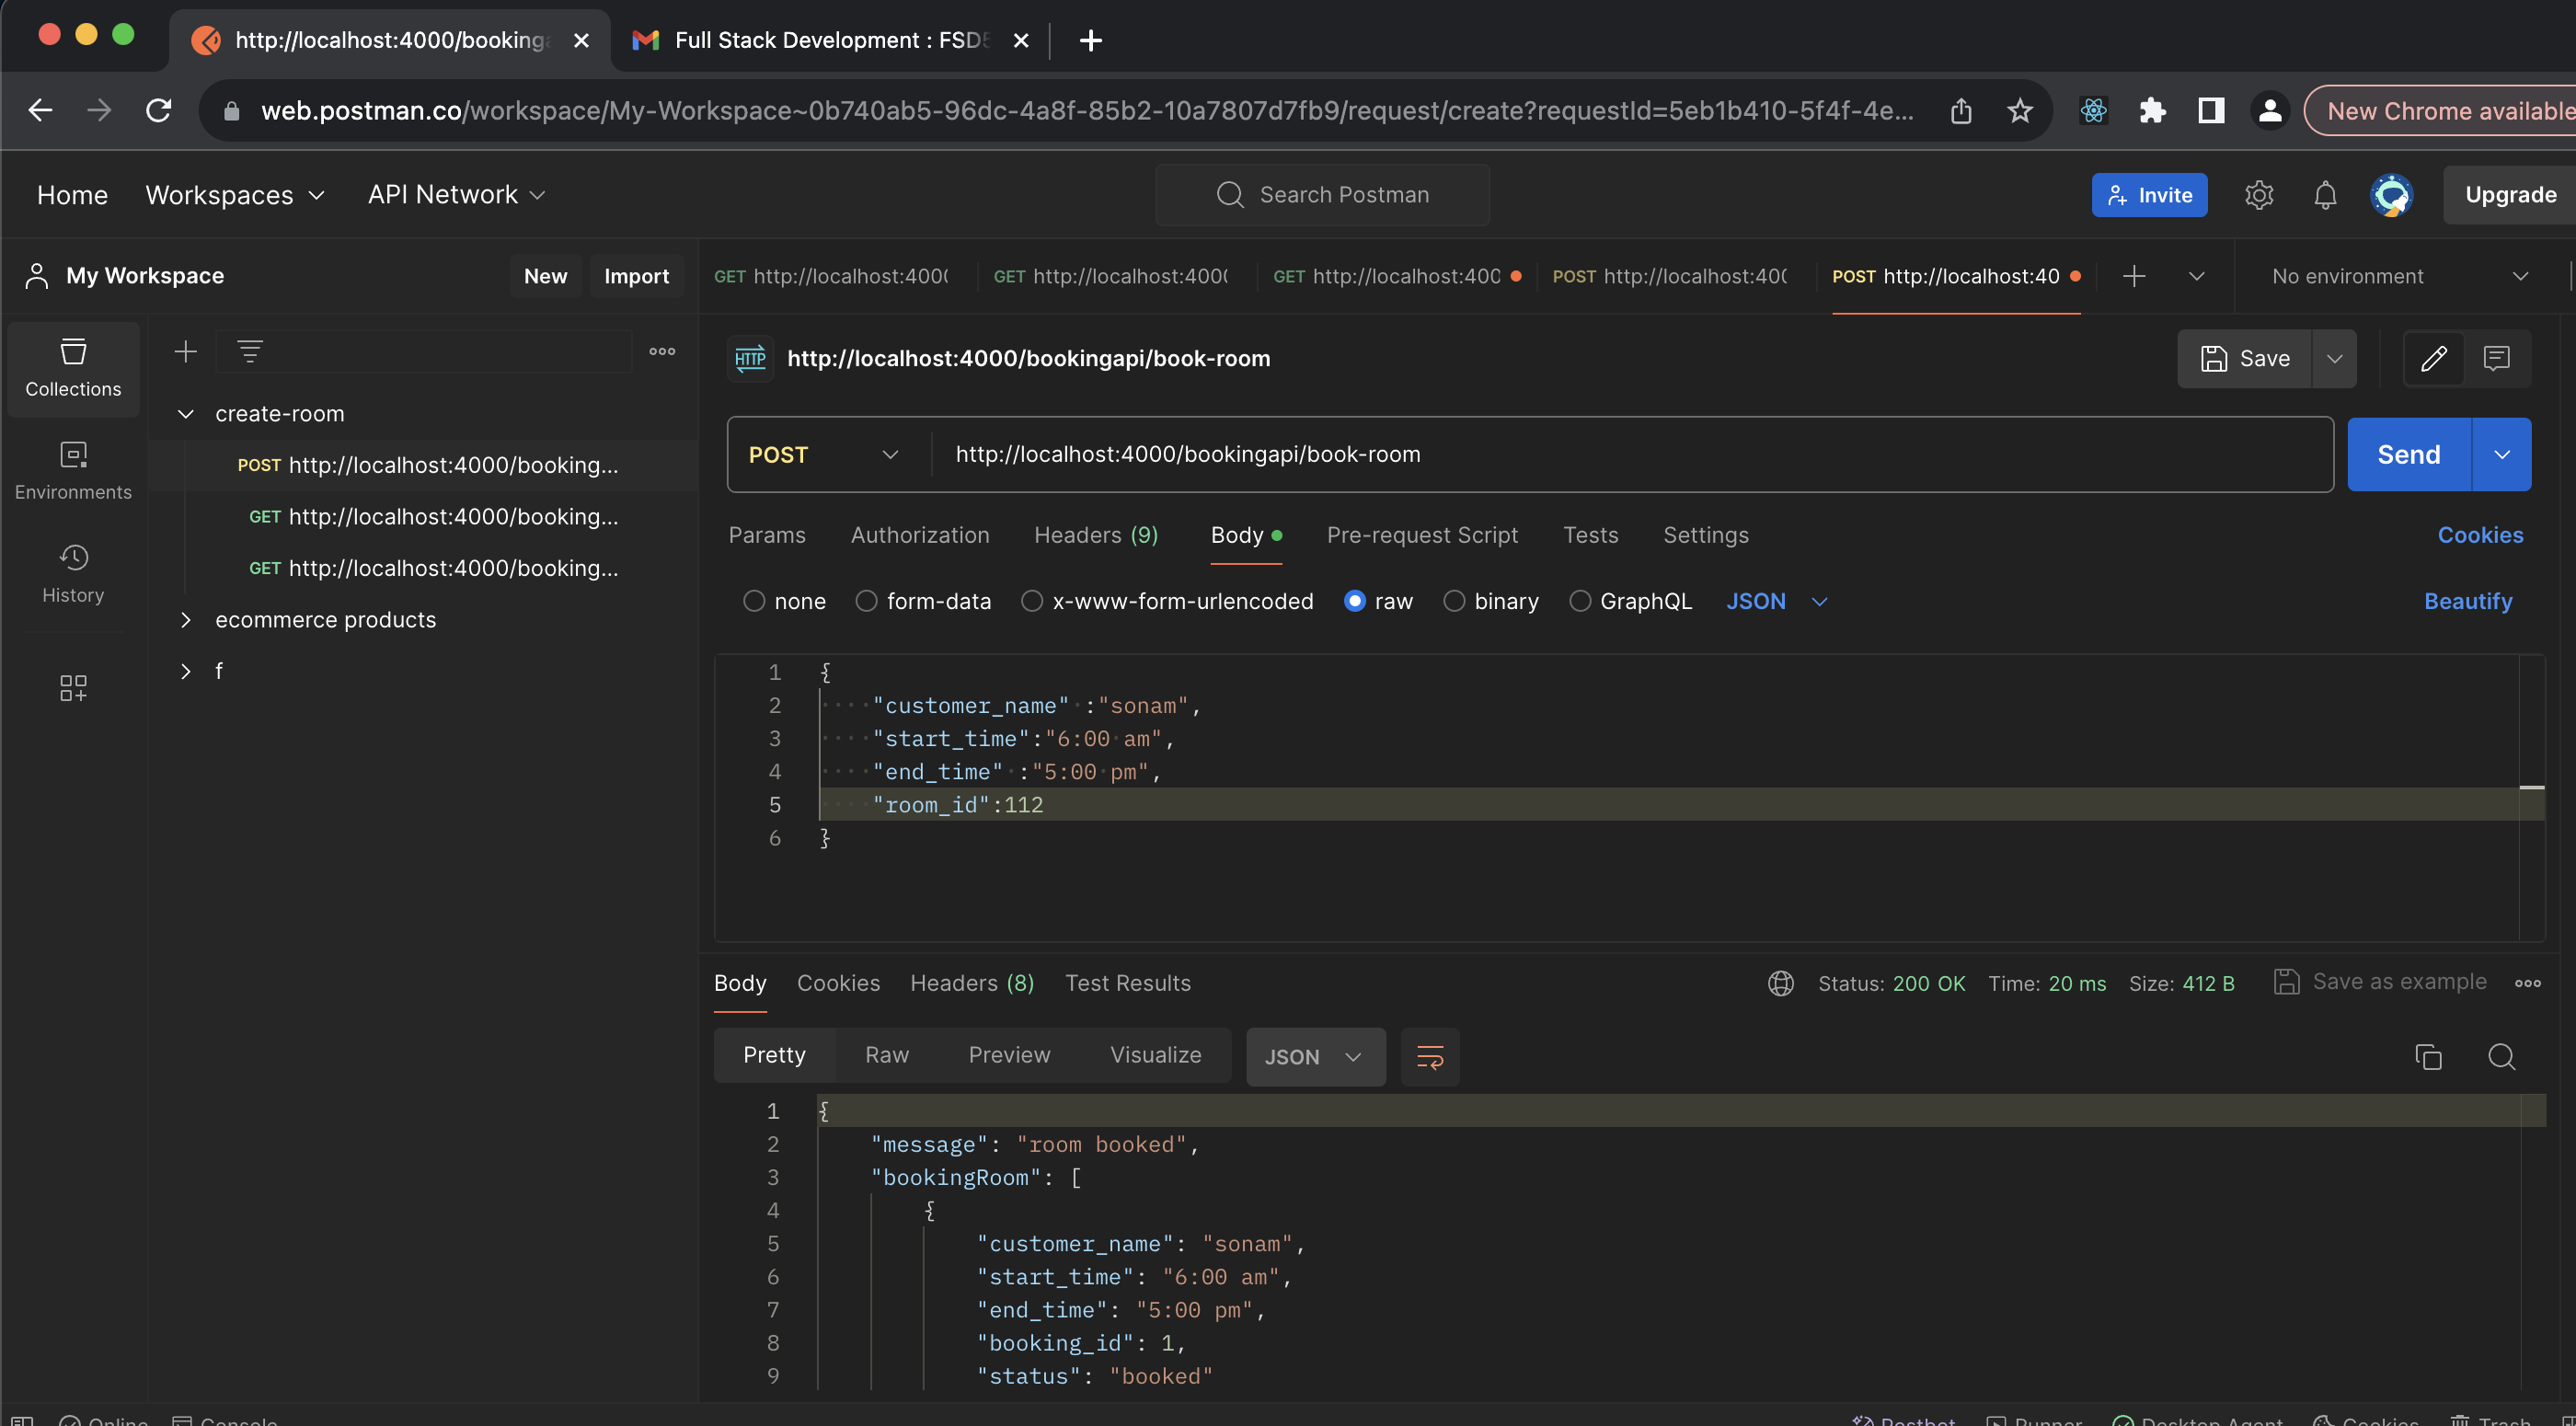 http://localhost:4000/booking
Full Stack Development : FSD5
web.postman.co/workspace/My-Workspace~0b740ab5-96dc-4a8f-85b2-10a7807d7fb9/request/create?requestId=5eb1b410-5f4f-4e...
New Chrome available
Home Workspaces API Network
Search Postman
Invite
Upgrade
My Workspace
New Import
GET http://localhost:400
GET http://localhost:400
GET http://localhost:400
POST http://localhost:40
POST http://localhost:40
No environment
Collections
Environments
History
create-room
POST http://localhost:4000/booking...
GET http://localhost:4000/booking...
GET http://localhost:4000/booking...
ecommerce products
f
HTTP http://localhost:4000/bookingapi/book-room
Save
POST http://localhost:4000/bookingapi/book-room
Send
Params Authorization Headers (9) Body Pre-request Script Tests Settings
Cookies
none form-data x-www-form-urlencoded raw binary GraphQL JSON
Beautify
1 {
2 "customer_name" :"sonam",
3 "start_time":"6:00 am",
4 "end_time" :"5:00 pm",
5 "room_id":112
6 }
Body Cookies Headers (8) Test Results
Status: 200 OK Time: 20 ms Size: 412 B
Save as example
Pretty Raw Preview Visualize JSON
1 {
2 "message": "room booked",
3 "bookingRoom": [
4 {
5 "customer_name": "sonam",
6 "start_time": "6:00 am",
7 "end_time": "5:00 pm",
8 "booking_id": 1,
9 "status": "booked"
Online Console
Postbot Runner Desktop Agent Cookies Trash